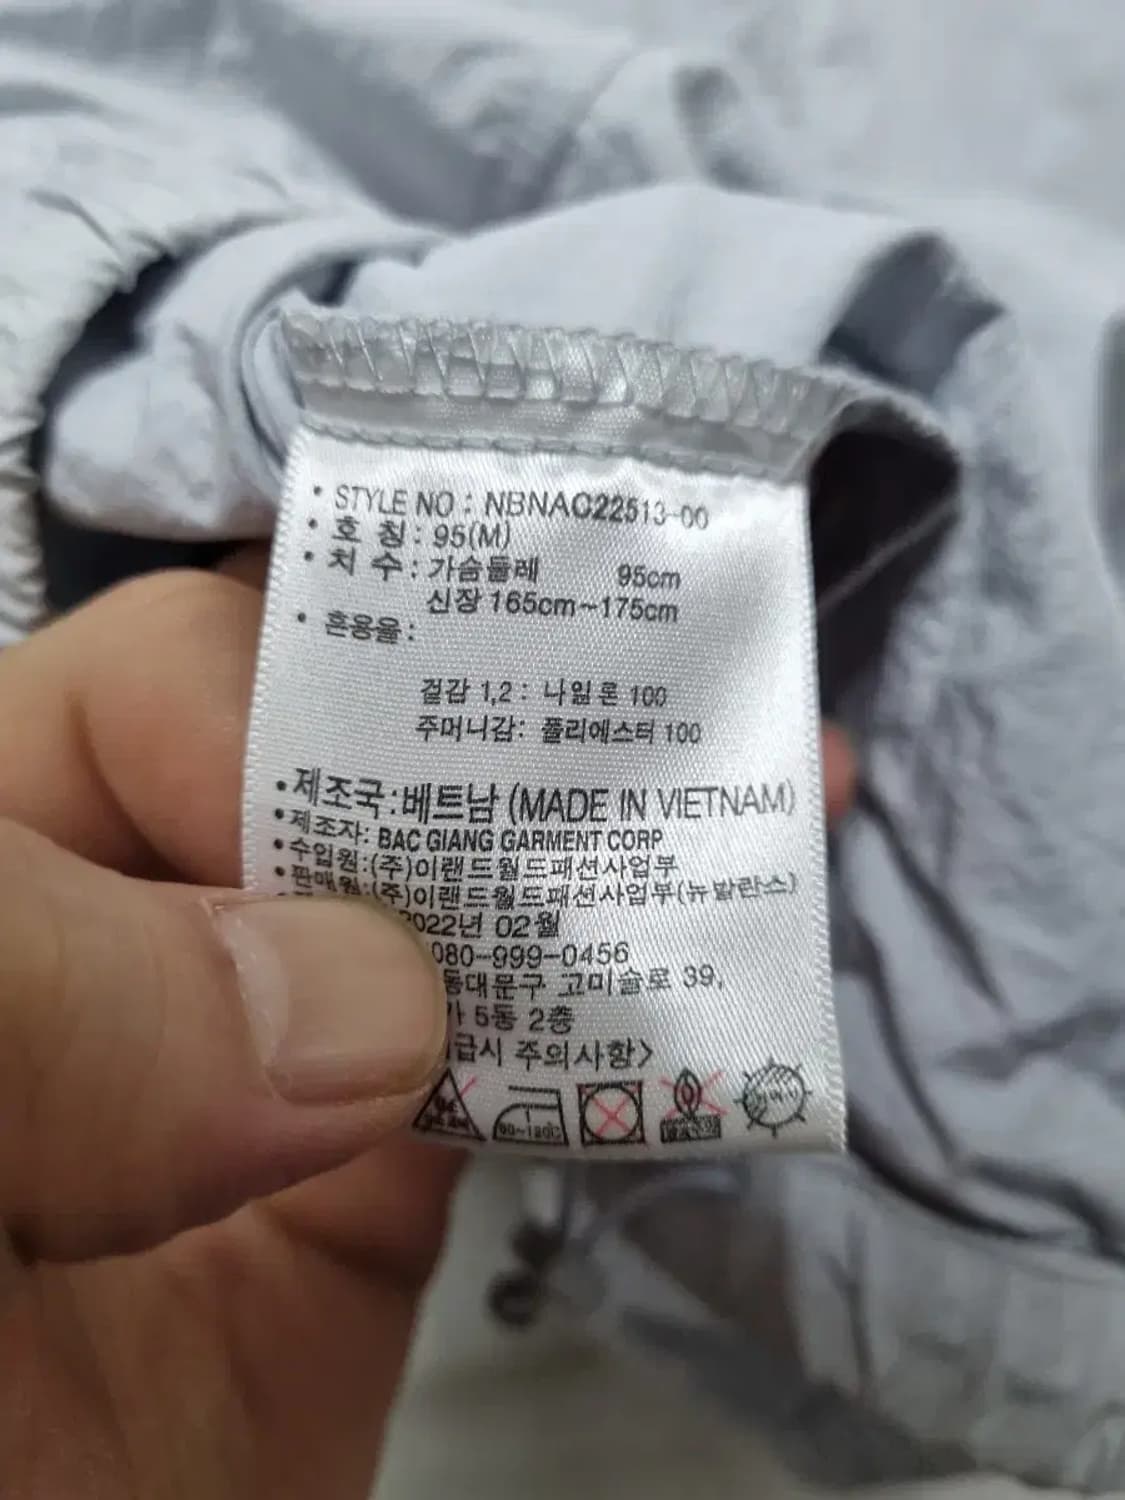 • STYLE NO : NBNAC22513-00
• 호 칭 : 95(M)
• 치 수 : 가슴둘레 95cm
신장 165cm~175cm
• 혼용율 :
겉감 1,2 : 나일론 100
주머니감: 폴리에스터 100
• 제조국:베트남 (MADE IN VIETNAM)
• 제조자: BAC GIANG GARMENT CORP
• 수입원:(주)이랜드월드패션사업부
• 판매원:(주)이랜드월드패션사업부(뉴발란스)
2022년 02월
080-999-0456
동대문구 고미술로 39,
가 5동 2층
급시 주의사항>